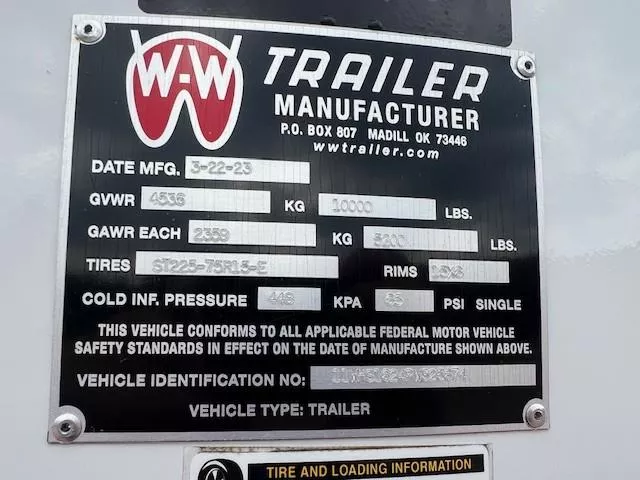 W-W TRAILER
MANUFACTURER
P.O. BOX 807 MADILL OK 73446
wwtrailer.com
DATE MFG. 3-22-23
GVWR 4536 KG 10000 LBS.
GAWR EACH 2359 KG 5200 LBS.
TIRES ST225-75R15-E RIMS 15X6
COLD INF. PRESSURE 448 KPA 65 PSI SINGLE
THIS VEHICLE CONFORMS TO ALL APPLICABLE FEDERAL MOTOR VEHICLE
SAFETY STANDARDS IN EFFECT ON THE DATE OF MANUFACTURE SHOWN ABOVE.
VEHICLE IDENTIFICATION NO:
VEHICLE TYPE: TRAILER
TIRE AND LOADING INFORMATION